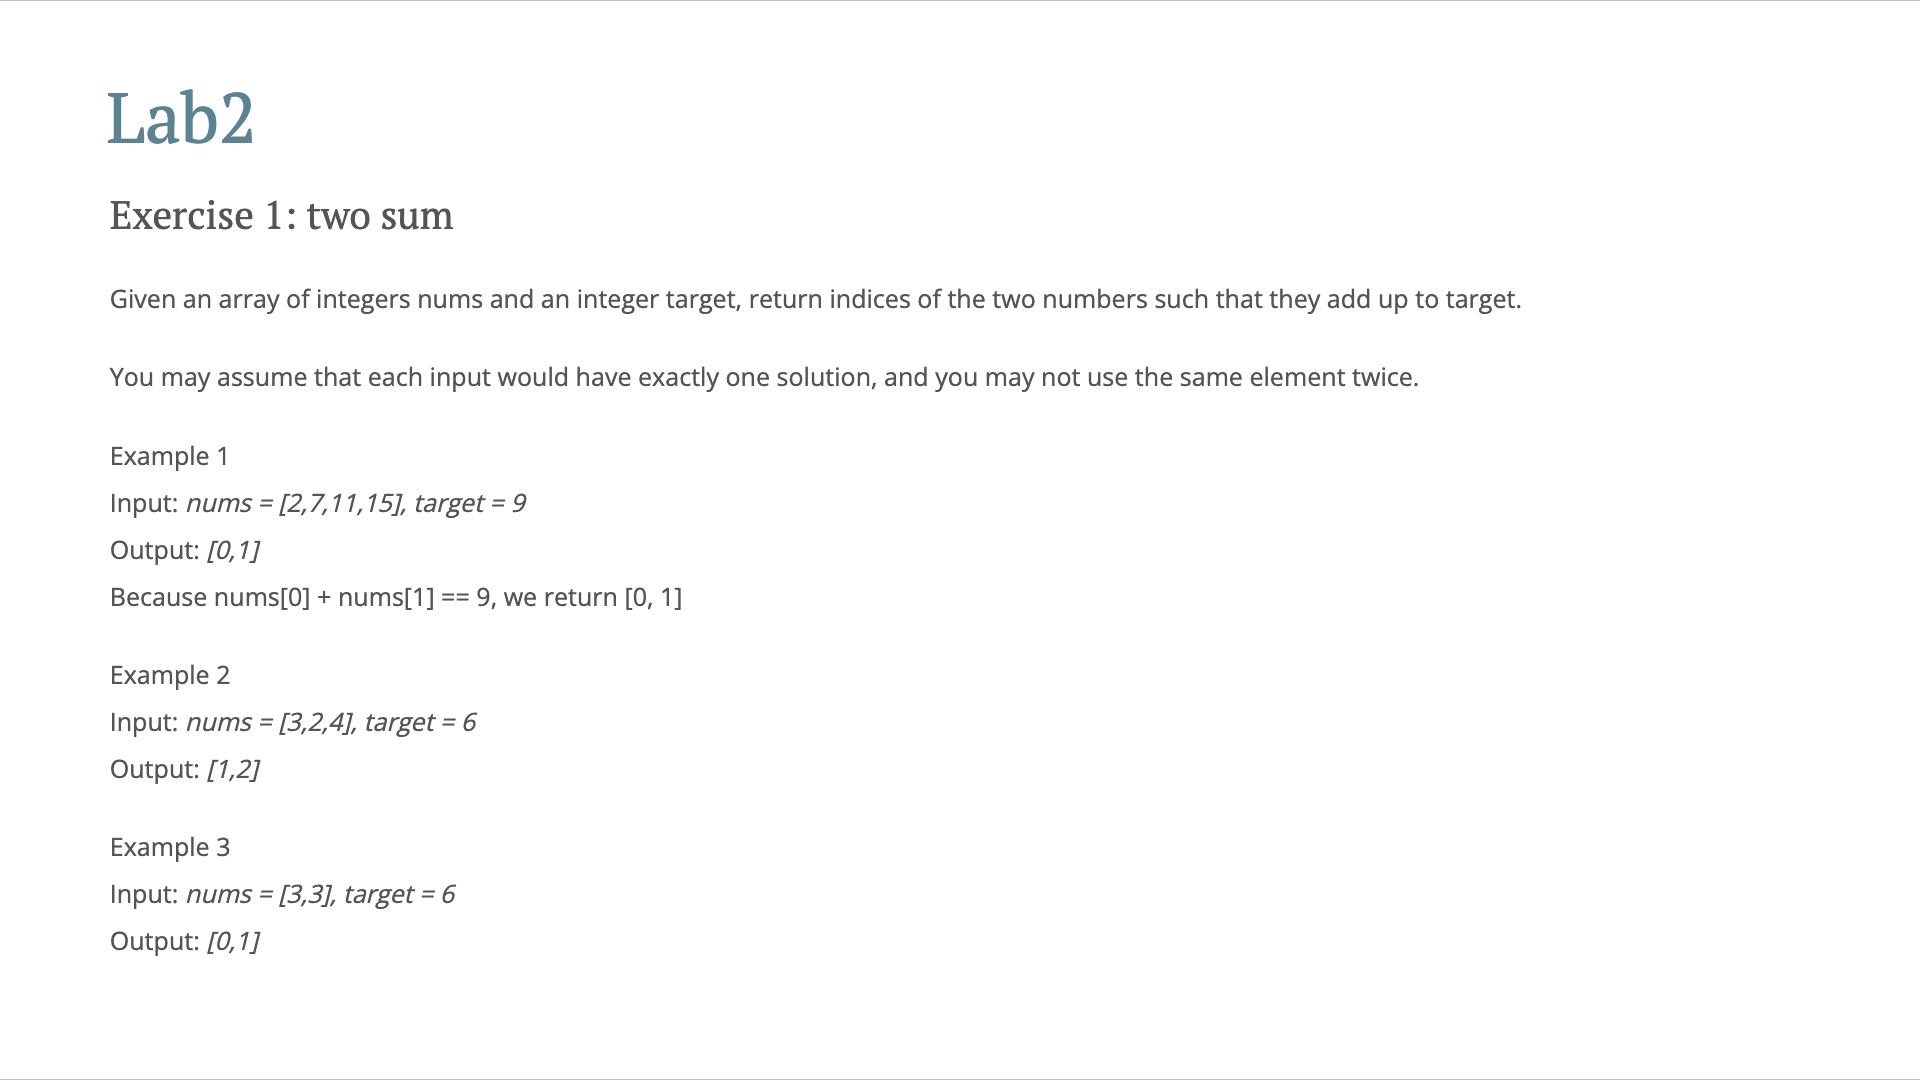 Lab2
Exercise 1: two sum
Given an array of integers nums and an integer target, return indices of the two numbers such that they add up to target.
You may assume that each input would have exactly one solution, and you may not use the same element twice.
Example 1
Input: nums = [2,7,11,15], target = 9
Output: [0,1]
Because nums[0] + nums[1] == 9, we return [0, 1]
Example 2
Input: nums = [3,2,4], target = 6
Output: [1,2]
Example 3
Input: nums = [3,3], target = 6
Output: [0,1]